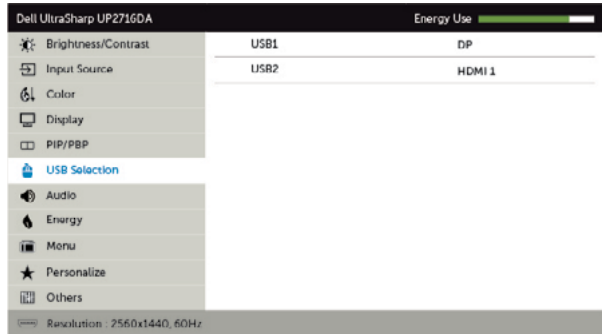 Dell UltraSharp UP2716DA Energy Use
Brightness/Contrast USB1 DP
Input Source USB2 HDMI 1
Color
Display
PIP/PBP
USB Selection
Audio
Energy
Menu
Personalize
Others
Resolution : 2560x1440, 60Hz